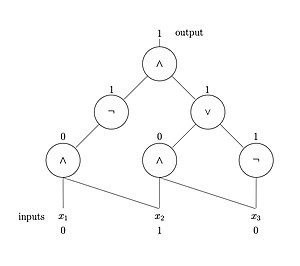 1 output
∧
1 1
¬ ∨
0 0 1
∧ ∧ ¬
inputs x₁ x₂ x₃
0 1 0